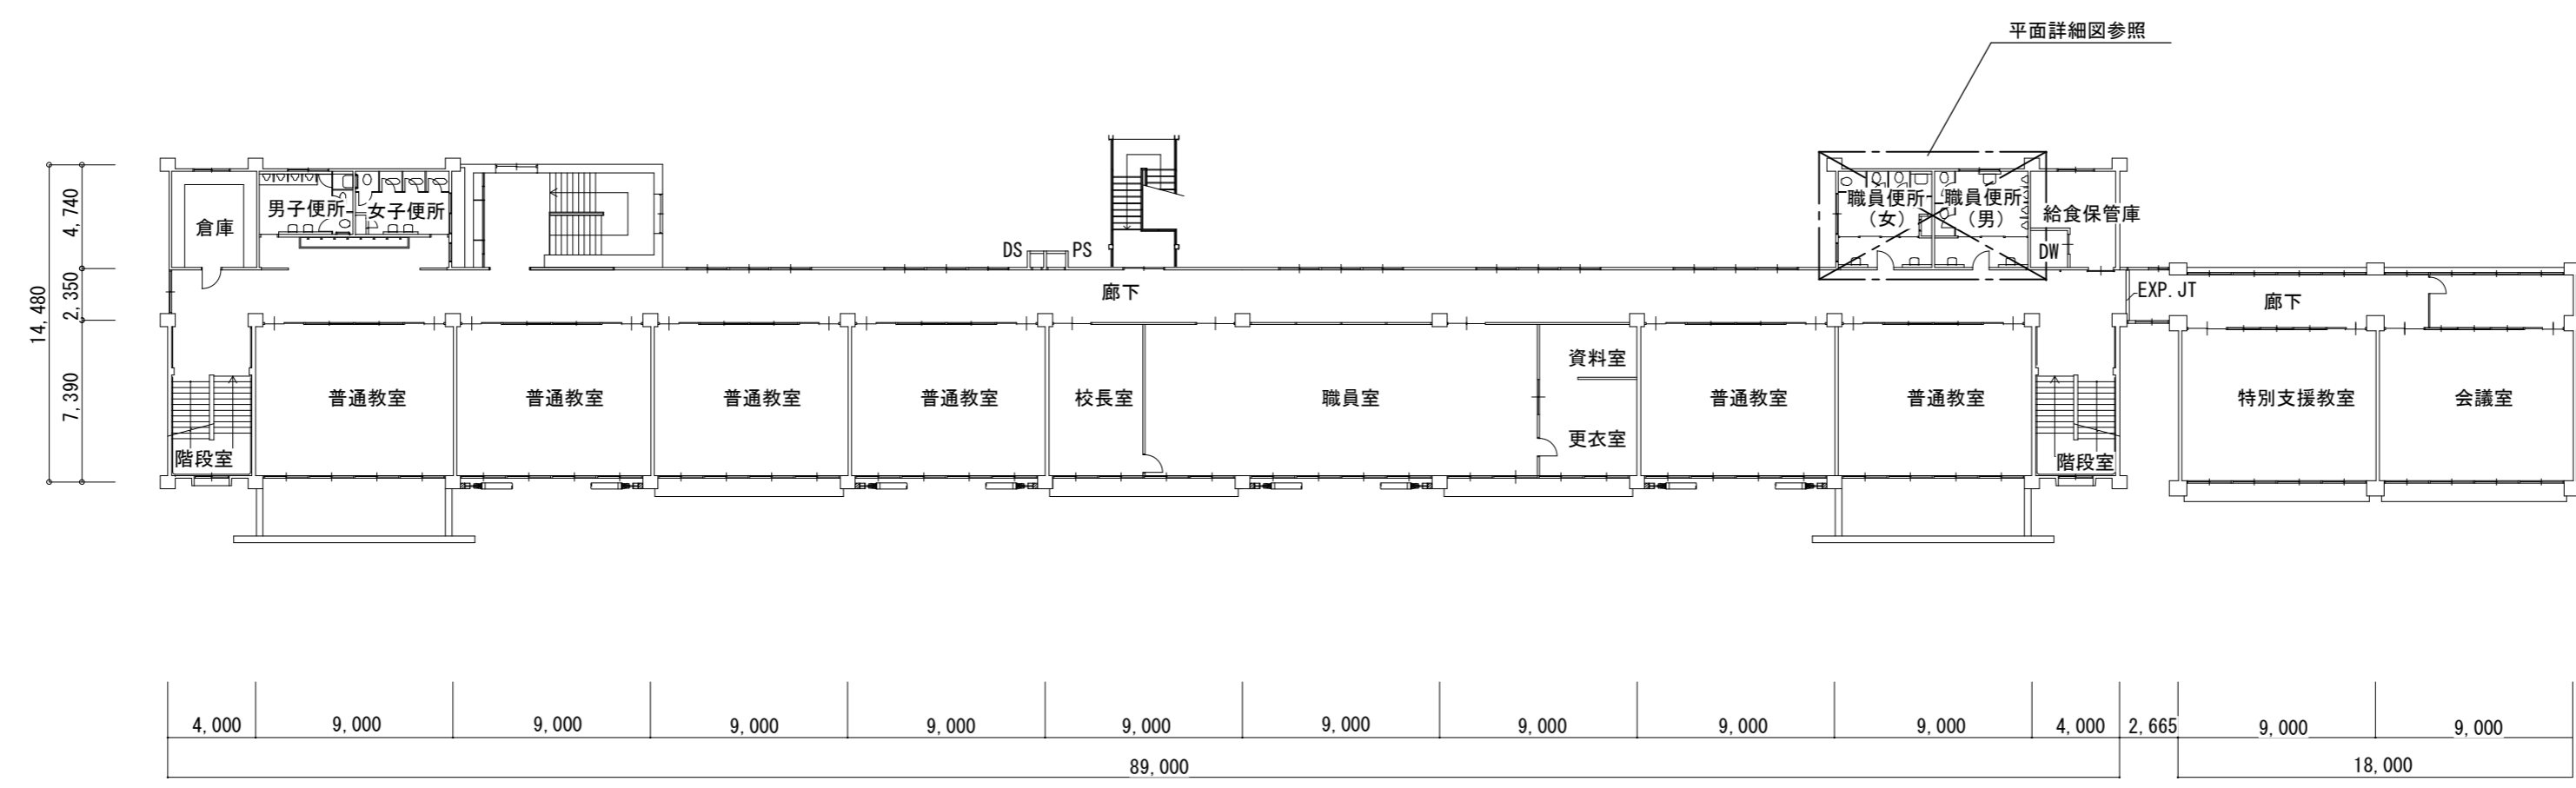 平面詳細図参照
14,480
4,740
2,350
7,390
倉庫
男子便所
女子便所
DS
PS
職員便所
(女)
職員便所
(男)
給食保管庫
DW
廊下
EXP.JT
廊下
階段室
普通教室
普通教室
普通教室
普通教室
校長室
職員室
資料室
更衣室
普通教室
普通教室
階段室
特別支援教室
会議室
4,000
9,000
9,000
9,000
9,000
9,000
9,000
9,000
9,000
9,000
4,000
2,665
9,000
9,000
89,000
18,000